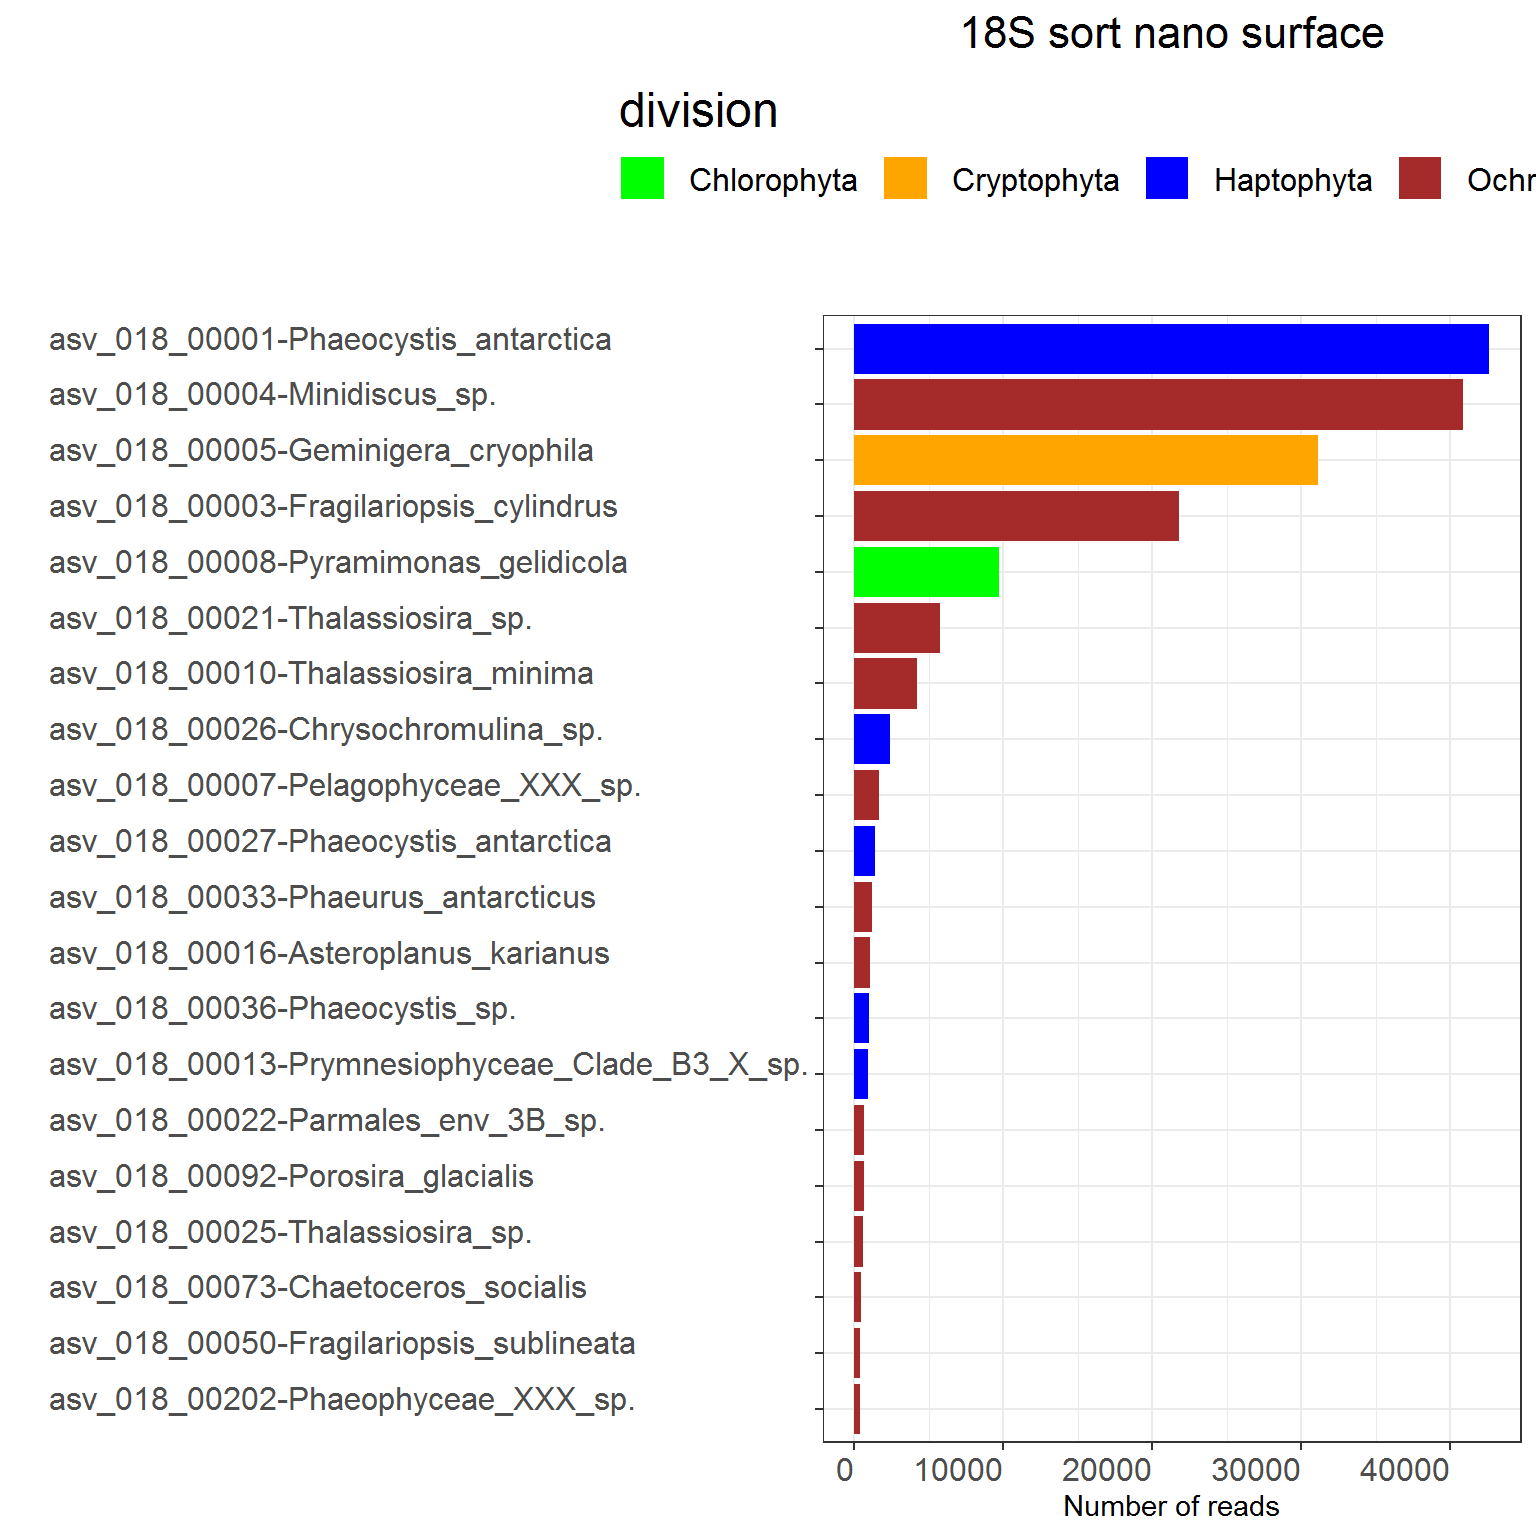 18S sort nano surface
division
Chlorophyta Cryptophyta Haptophyta Ochr
asv_018_00001-Phaeocystis_antarctica
asv_018_00004-Minidiscus_sp.
asv_018_00005-Geminigera_cryophila
asv_018_00003-Fragilariopsis_cylindrus
asv_018_00008-Pyramimonas_gelidicola
asv_018_00021-Thalassiosira_sp.
asv_018_00010-Thalassiosira_minima
asv_018_00026-Chrysochromulina_sp.
asv_018_00007-Pelagophyceae_XXX_sp.
asv_018_00027-Phaeocystis_antarctica
asv_018_00033-Phaeurus_antarcticus
asv_018_00016-Asteroplanus_karianus
asv_018_00036-Phaeocystis_sp.
asv_018_00013-Prymnesiophyceae_Clade_B3_X_sp.
asv_018_00022-Parmales_env_3B_sp.
asv_018_00092-Porosira_glacialis
asv_018_00025-Thalassiosira_sp.
asv_018_00073-Chaetoceros_socialis
asv_018_00050-Fragilariopsis_sublineata
asv_018_00202-Phaeophyceae_XXX_sp.
0 10000 20000 30000 40000
Number of reads